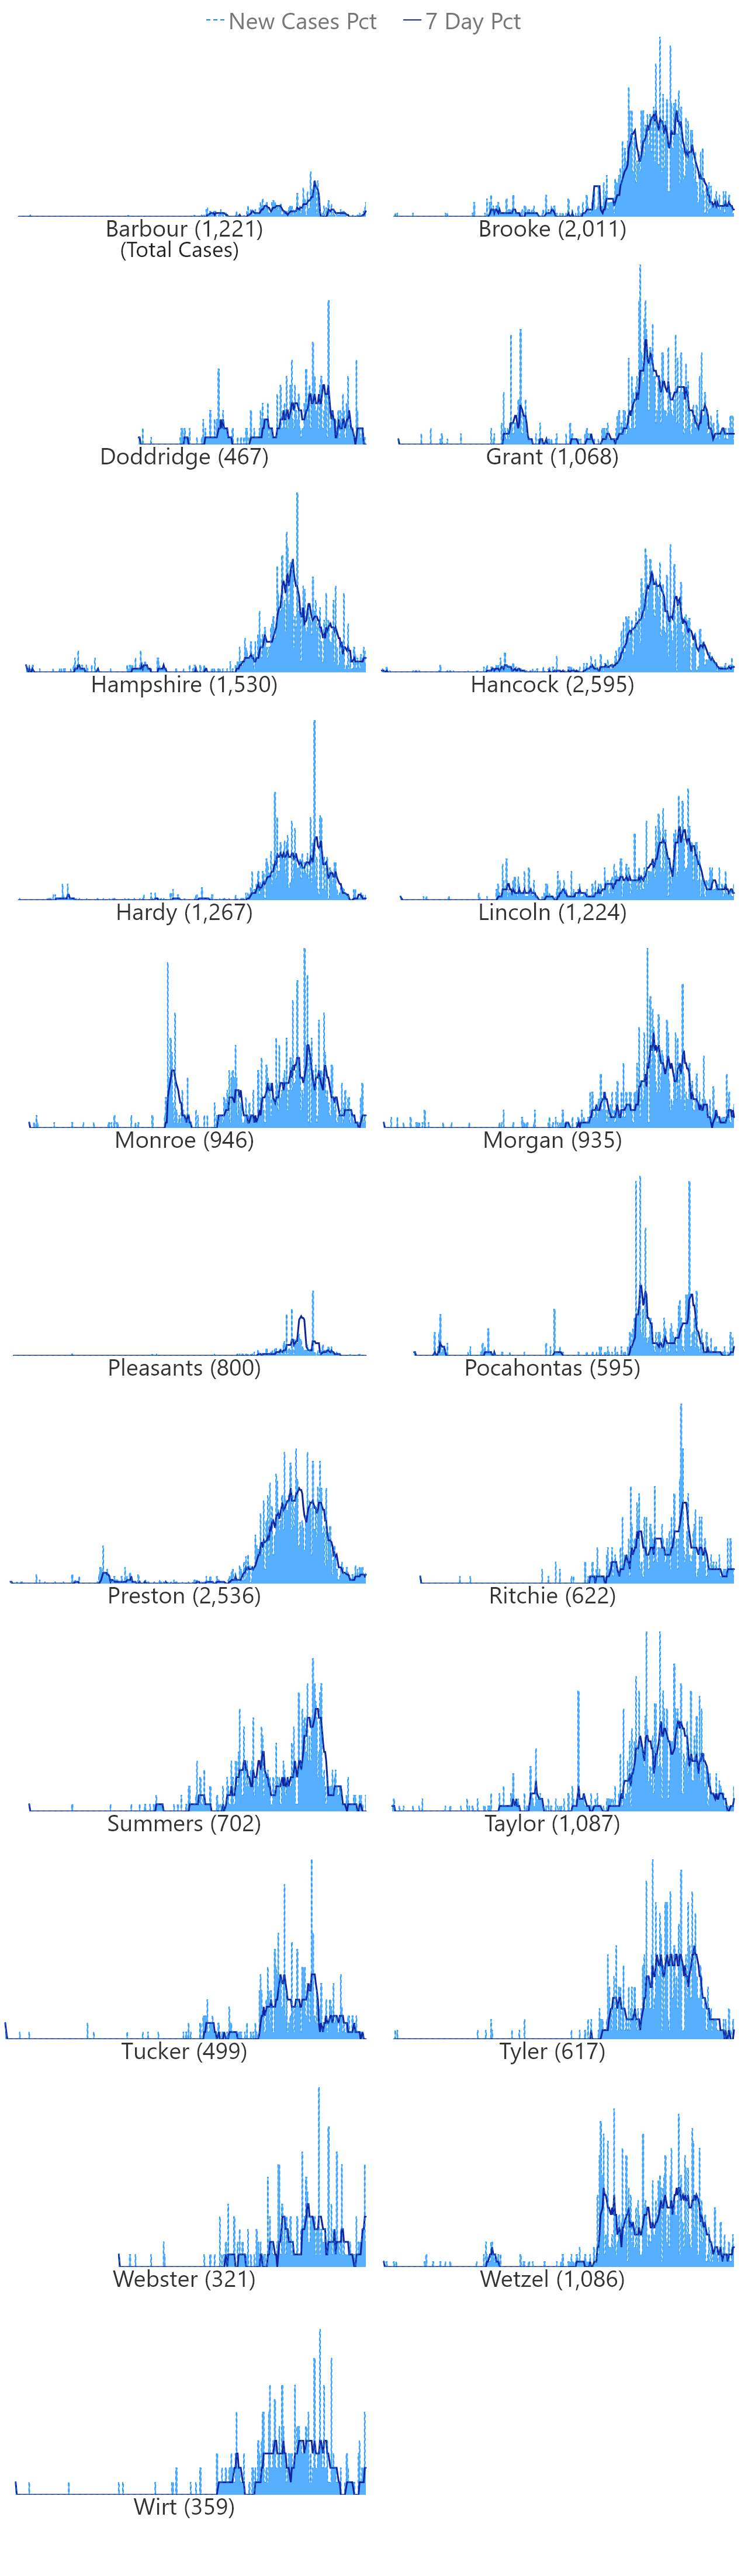 New Cases Pct 7 Day Pct
Barbour (1,221) Brooke (2,011)
(Total Cases)
Doddridge (467) Grant (1,068)
Hampshire (1,530) Hancock (2,595)
Hardy (1,267) Lincoln (1,224)
Monroe (946) Morgan (935)
Pleasants (800) Pocahontas (595)
Preston (2,536) Ritchie (622)
Summers (702) Taylor (1,087)
Tucker (499) Tyler (617)
Webster (321) Wetzel (1,086)
Wirt (359)